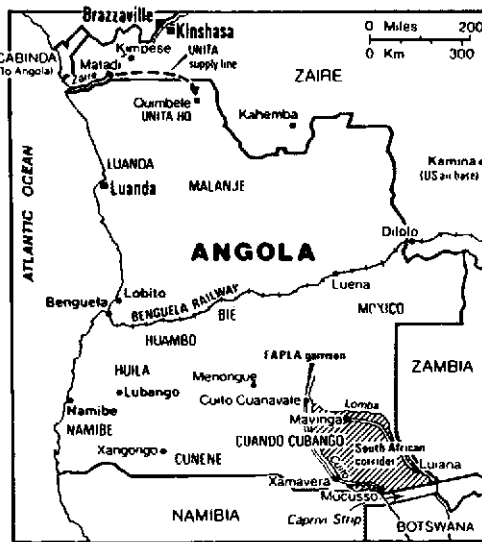 Brazzaville
Kinshasa
0 Miles 200
0 Km 300
CABINDA
(To Angola)
Kimpese
UNITA
supply line
Zaire
Matadi
ZAIRE
Quimbele
UNITA HQ
Kahemba
ATLANTIC OCEAN
LUANDA
Luanda
MALANJE
Kamina
(US air base)
ANGOLA
Dilolo
Lobito
Benguela
BENGUELA RAILWAY
Luena
BIE
MOXICO
HUAMBO
FAPLA garrison
ZAMBIA
HUILA
Menongue
Lubango
Cuito Cuanavale
Lomba
Namibe
Mavinga
NAMIBE
CUANDO CUBANGO
South African
corridor
Xangongo
CUNENE
Luiana
Xamavera
Mucusso
NAMIBIA
Caprivi Strip
BOTSWANA